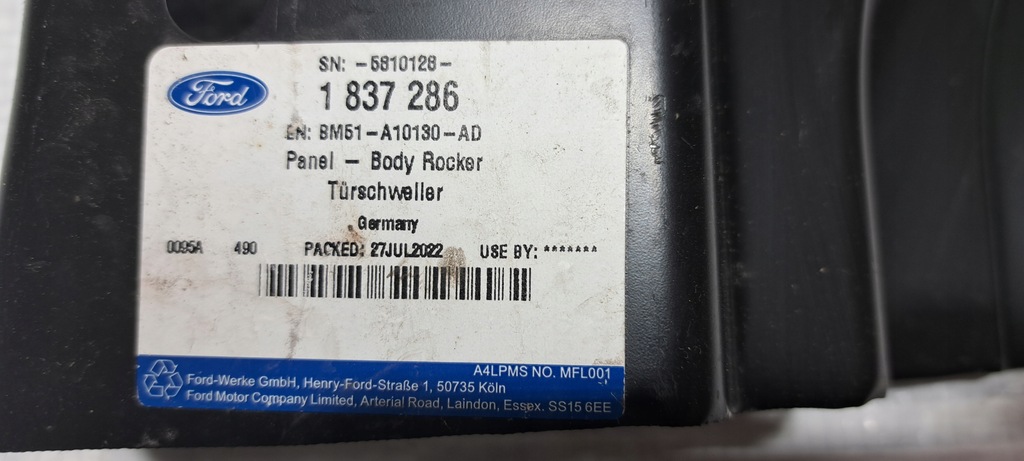 SN: -5810128-
Ford
1 837 286
EN: BM51-A10130-AD
Panel - Body Rocker
Türschweller
Germany
0095A 490 PACKED: 27JUL2022 USE BY: *******
A4LPMS NO. MFL001
Ford-Werke GmbH, Henry-Ford-Straße 1, 50735 Köln
Ford Motor Company Limited, Arterial Road, Laindon, Essex. SS15 6EE